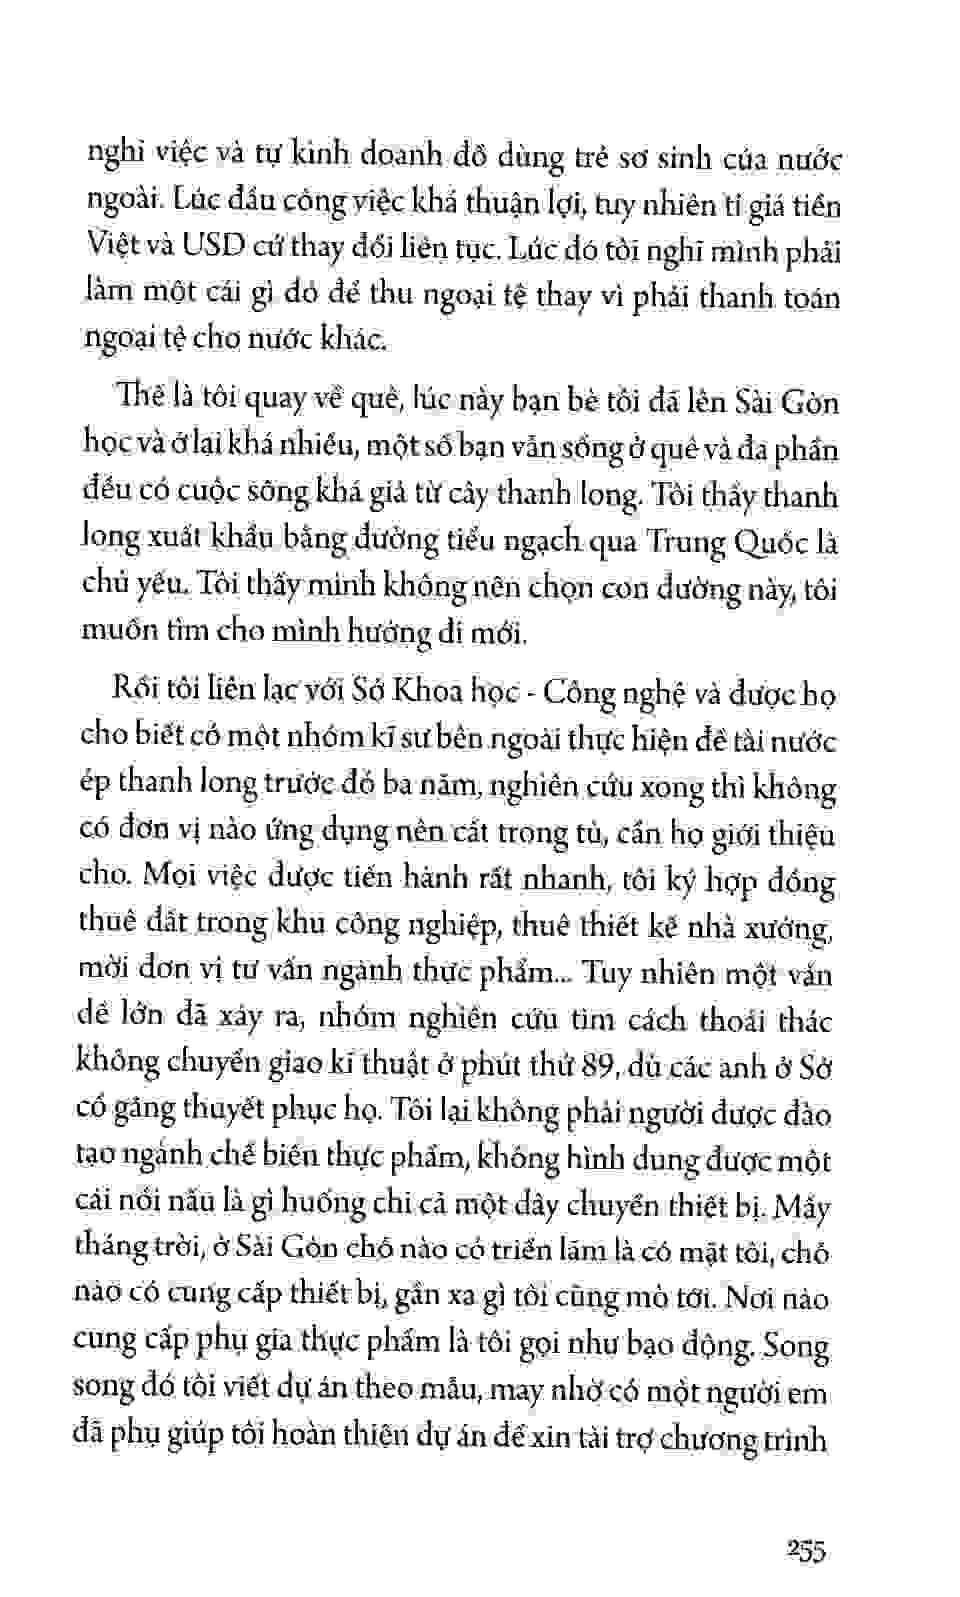 nghỉ việc và tự kinh doanh đồ dùng trẻ sơ sinh của nước
ngoài. Lúc đầu công việc khá thuận lợi, tuy nhiên tỉ giá tiền
Việt và USD cứ thay đổi liên tục. Lúc đó tôi nghĩ mình phải
làm một cái gì đó để thu ngoại tệ thay vì phải thanh toán
ngoại tệ cho nước khác.
Thế là tôi quay về quê, lúc này bạn bè tôi đã lên Sài Gòn
học và ở lại khá nhiều, một số bạn vẫn sống ở quê và đa phần
đều có cuộc sống khá giả từ cây thanh long. Tôi thấy thanh
long xuất khẩu bằng đường tiểu ngạch qua Trung Quốc là
chủ yếu. Tôi thấy mình không nên chọn con đường này, tôi
muốn tìm cho mình hướng đi mới.
Rồi tôi liên lạc với Sở Khoa học - Công nghệ và được họ
cho biết có một nhóm kĩ sư bên ngoài thực hiện đề tài nước
ép thanh long trước đó ba năm, nghiên cứu xong thì không
có đơn vị nào ứng dụng nên cất trong tủ, cần họ giới thiệu
cho. Mọi việc được tiến hành rất nhanh, tôi ký hợp đồng
thuê đất trong khu công nghiệp, thuê thiết kế nhà xưởng,
mời đơn vị tư vấn ngành thực phẩm... Tuy nhiên một vấn
đề lớn đã xảy ra, nhóm nghiên cứu tìm cách thoái thác
không chuyển giao kĩ thuật ở phút thứ 89, dù các anh ở Sở
cố gắng thuyết phục họ. Tôi lại không phải người được đào
tạo ngành chế biến thực phẩm, không hình dung được một
cái nồi nấu là gì huống chi cả một dây chuyền thiết bị. Mấy
tháng trời, ở Sài Gòn chỗ nào có triển lãm là có mặt tôi, chỗ
nào có cung cấp thiết bị, gần xa gì tôi cũng mò tới. Nơi nào
cung cấp phụ gia thực phẩm là tôi gọi như bạo động. Song
song đó tôi viết dự án theo mẫu, may nhờ có một người em
đã phụ giúp tôi hoàn thiện dự án để xin tài trợ chương trình
255